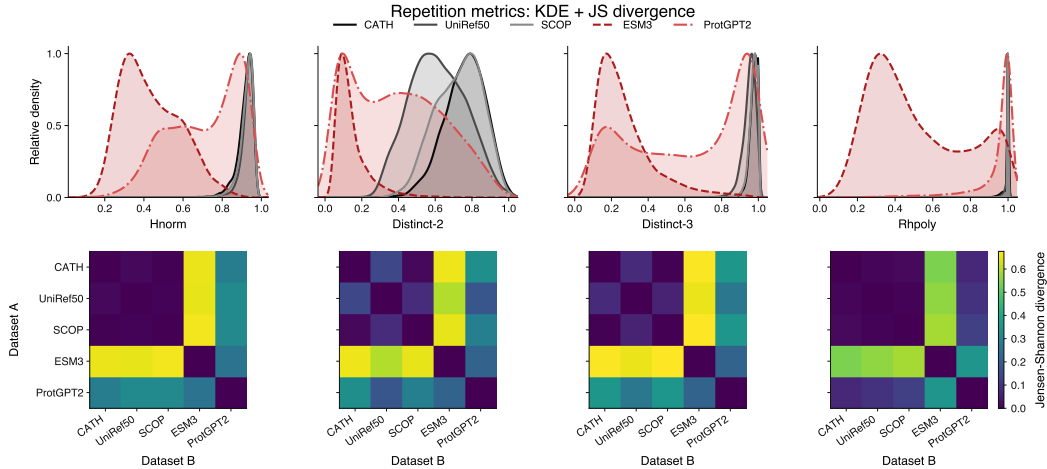 Repetition metrics: KDE + JS divergence
CATH UniRef50 SCOP ESM3 ProtGPT2
Relative density
1.0
0.5
0.0
0.2 0.4 0.6 0.8 1.0
Hnorm
0.0 0.2 0.4 0.6 0.8 1.0
Distinct-2
0.0 0.2 0.4 0.6 0.8 1.0
Distinct-3
0.0 0.2 0.4 0.6 0.8 1.0
Rhpoly
Dataset A
CATH
UniRef50
SCOP
ESM3
ProtGPT2
CATH UniRef50 SCOP ESM3 ProtGPT2
Dataset B
CATH UniRef50 SCOP ESM3 ProtGPT2
Dataset B
CATH UniRef50 SCOP ESM3 ProtGPT2
Dataset B
CATH UniRef50 SCOP ESM3 ProtGPT2
Dataset B
0.6
0.5
0.4
0.3
0.2
0.1
0.0
Jensen-Shannon divergence